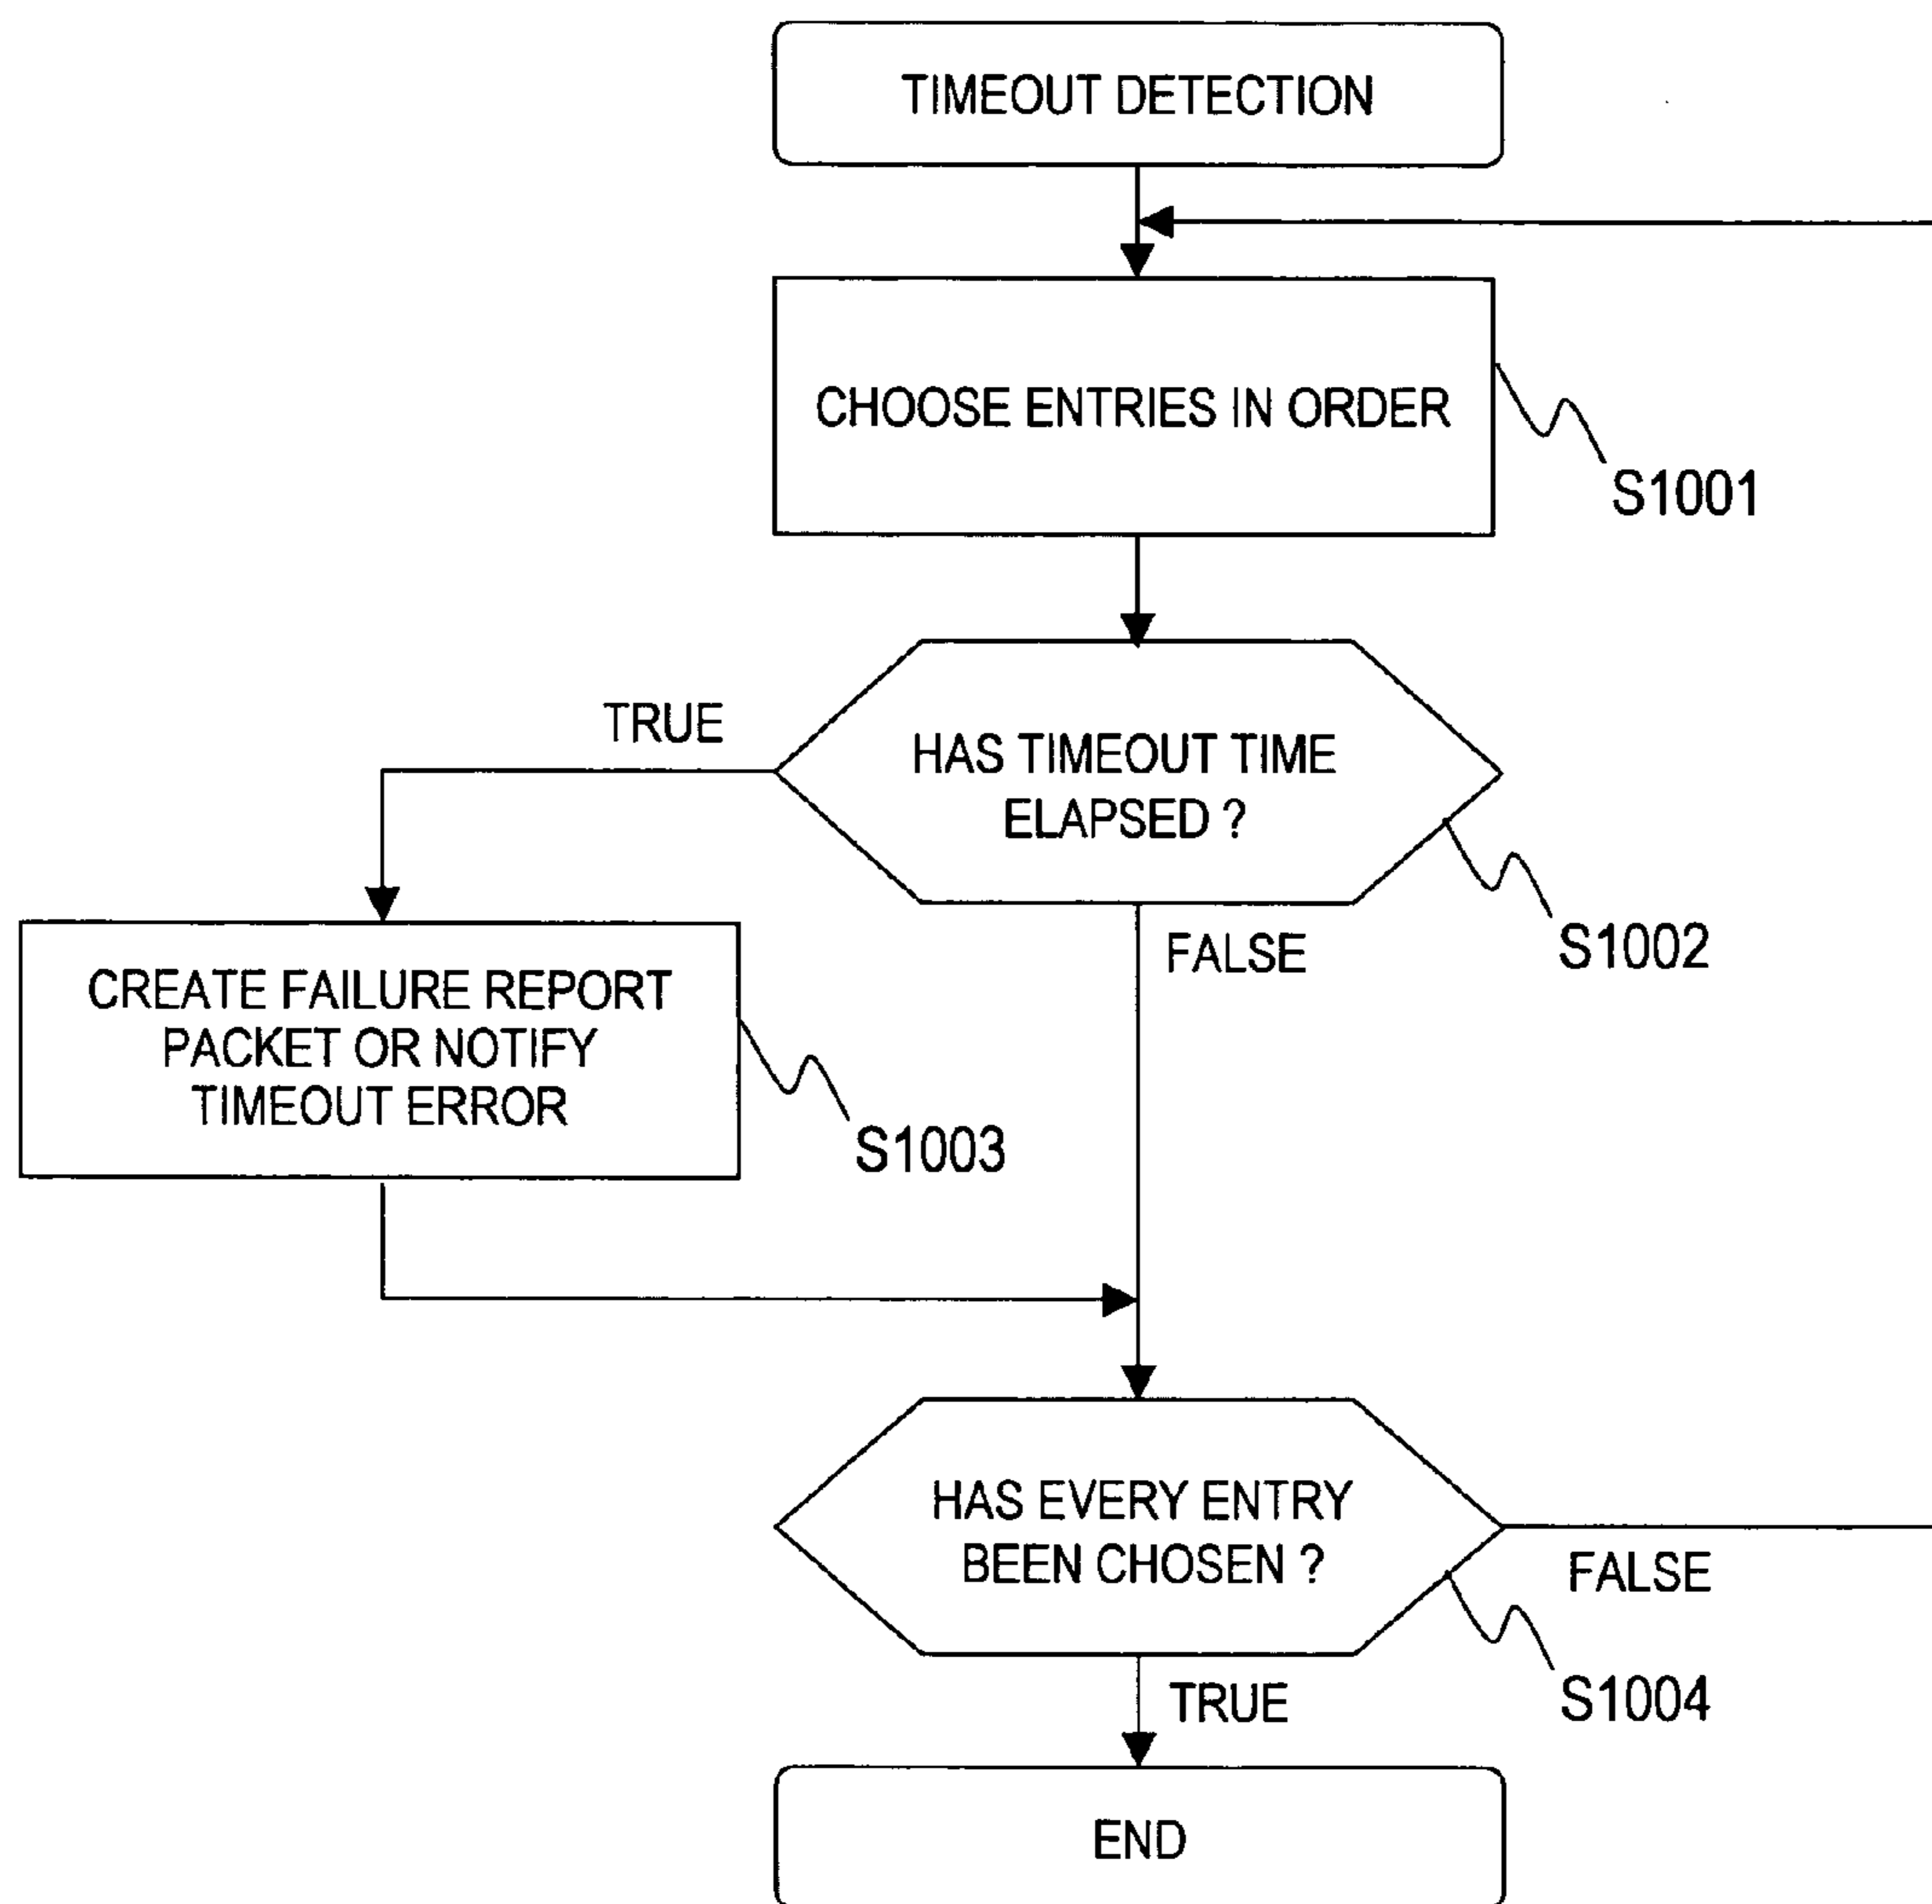 TIMEOUT DETECTION
CHOOSE ENTRIES IN ORDER
S1001
TRUE
HAS TIMEOUT TIME
ELAPSED ?
S1002
FALSE
CREATE FAILURE REPORT
PACKET OR NOTIFY
TIMEOUT ERROR
S1003
HAS EVERY ENTRY
BEEN CHOSEN ?
FALSE
S1004
TRUE
END